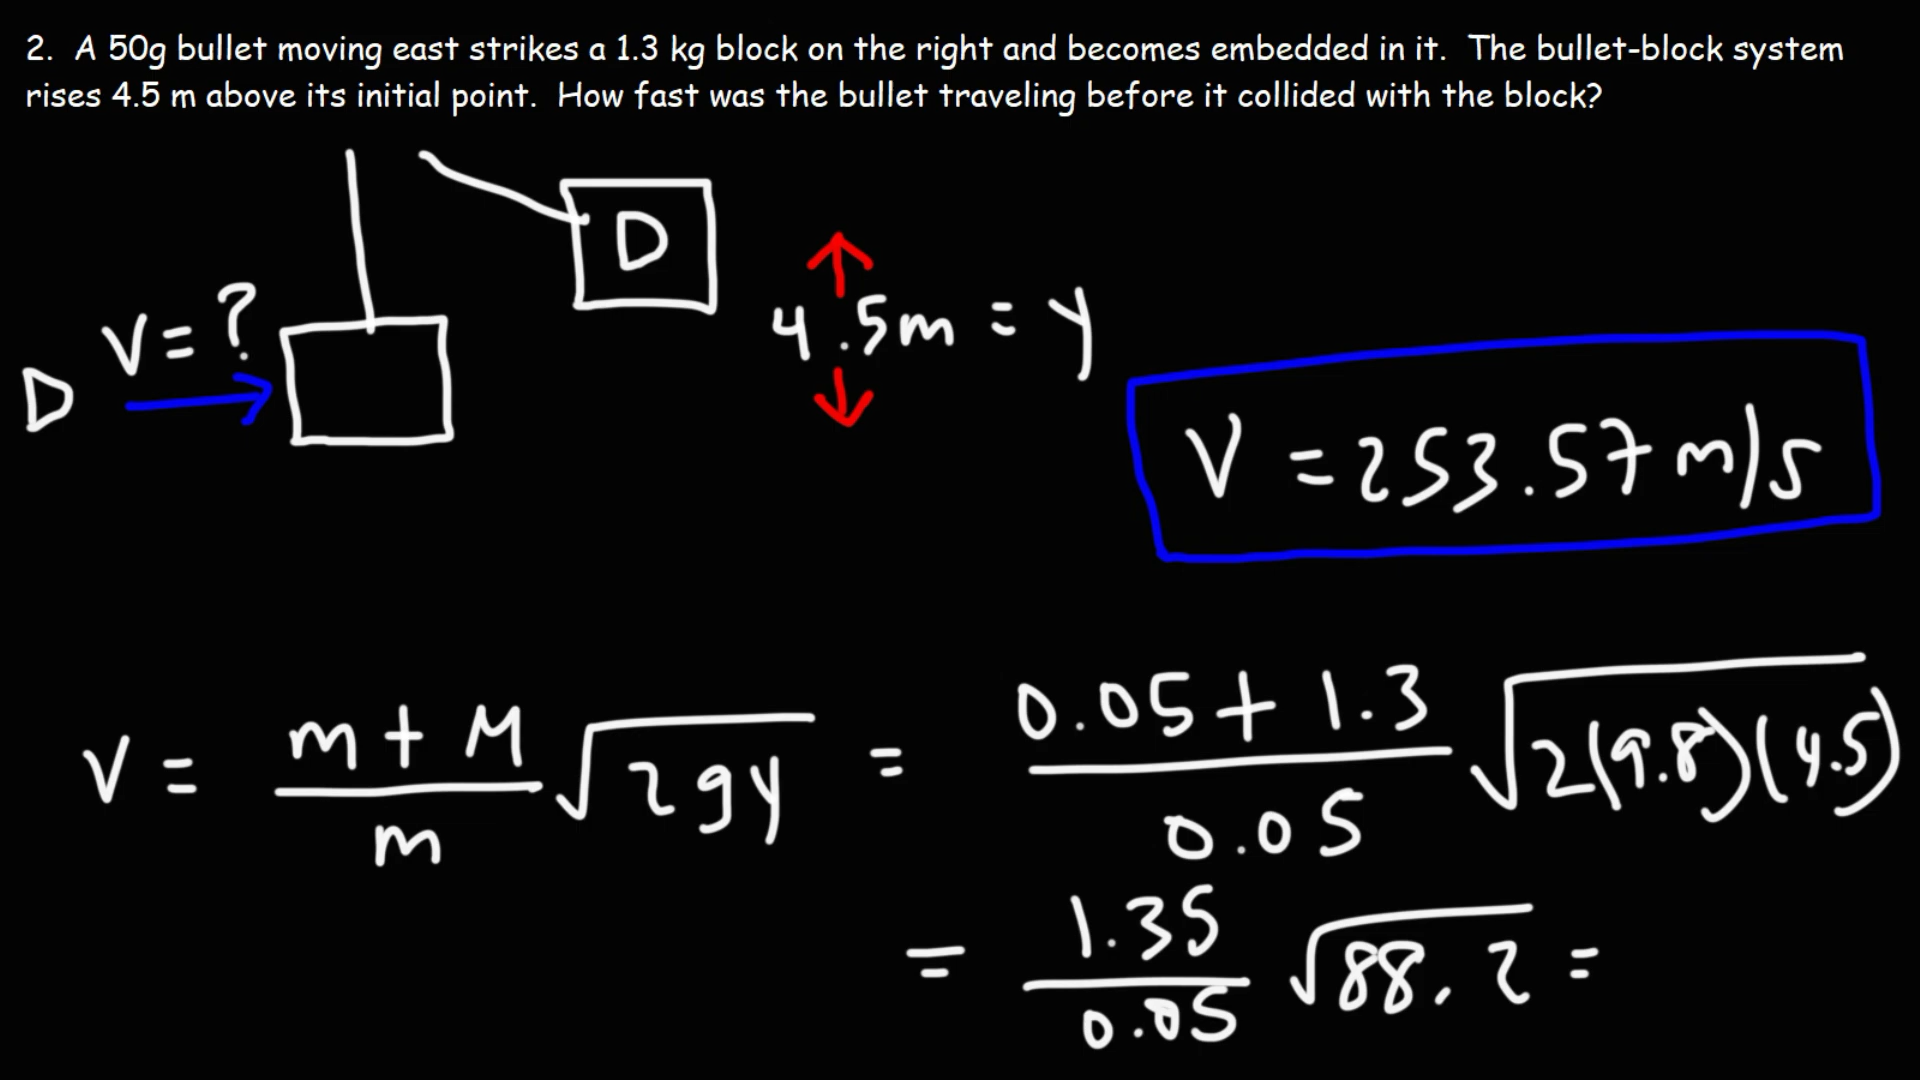 2. A 50g bullet moving east strikes a 1.3 kg block on the right and becomes embedded in it. The bullet-block system
rises 4.5 m above its initial point. How fast was the bullet traveling before it collided with the block?
V = ?
4.5m = y
V = 253.57 m/s
V = (m + M)/m √(2gy) = (0.05 + 1.3)/0.05 √(2(9.8)(4.5))
= 1.35/0.05 √88.2 =